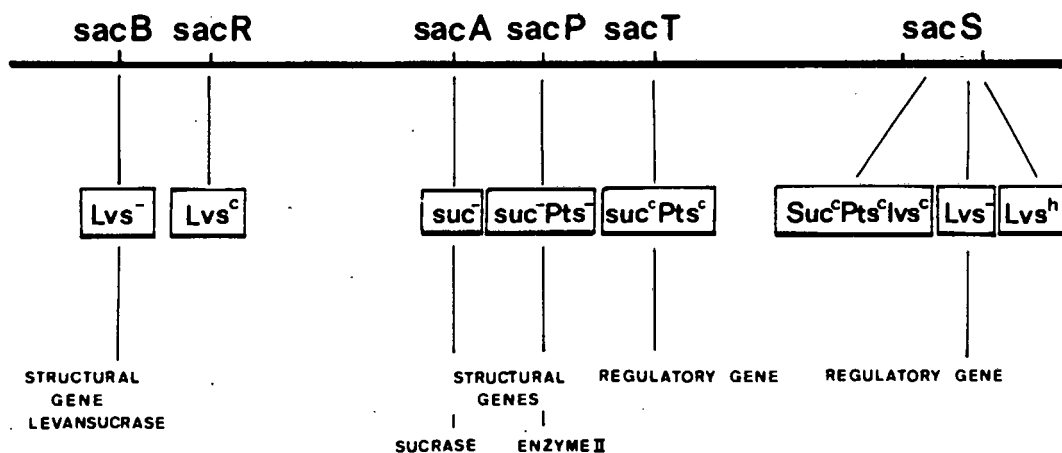 sacB sacR sacA sacP sacT sacS
Lvs⁻ Lvsᶜ suc⁻ suc⁻Pts⁻ sucᶜPtsᶜ SucᶜPtsᶜlvsᶜ Lvs⁻ Lvsʰ
STRUCTURAL STRUCTURAL REGULATORY GENE REGULATORY GENE
GENE GENES
LEVANSUCRASE
SUCRASE ENZYME II